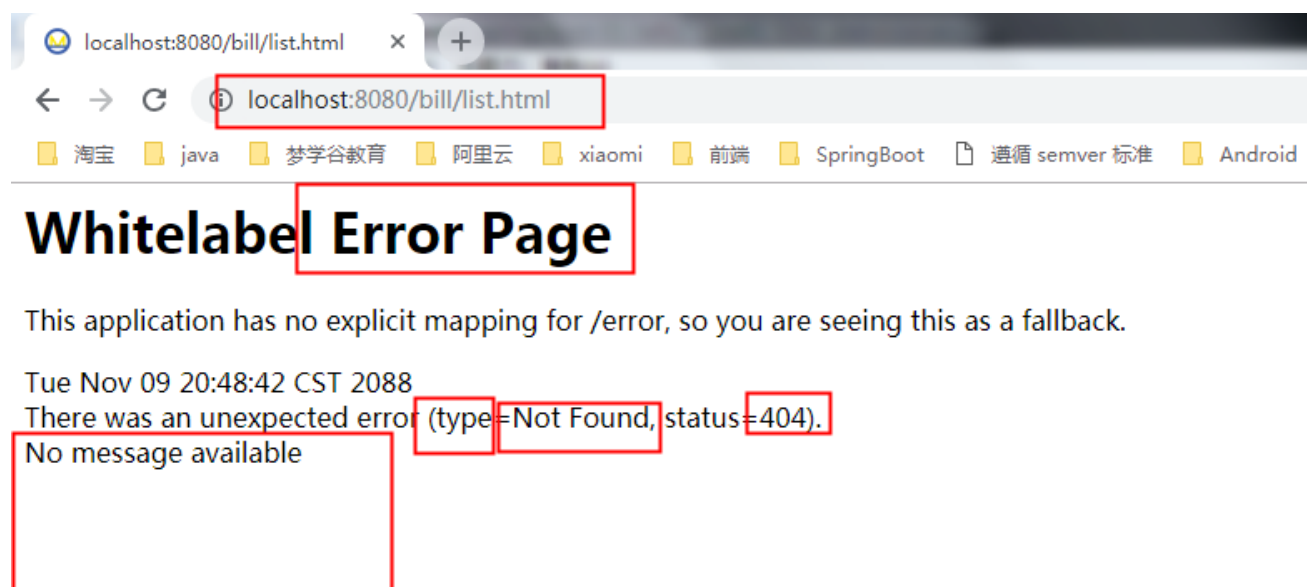 localhost:8080/bill/list.html
localhost:8080/bill/list.html
淘宝 java 梦学谷教育 阿里云 xiaomi 前端 SpringBoot 遵循 semver 标准 Android
Whitelabel Error Page
This application has no explicit mapping for /error, so you are seeing this as a fallback.
Tue Nov 09 20:48:42 CST 2088
There was an unexpected error (type=Not Found, status=404).
No message available